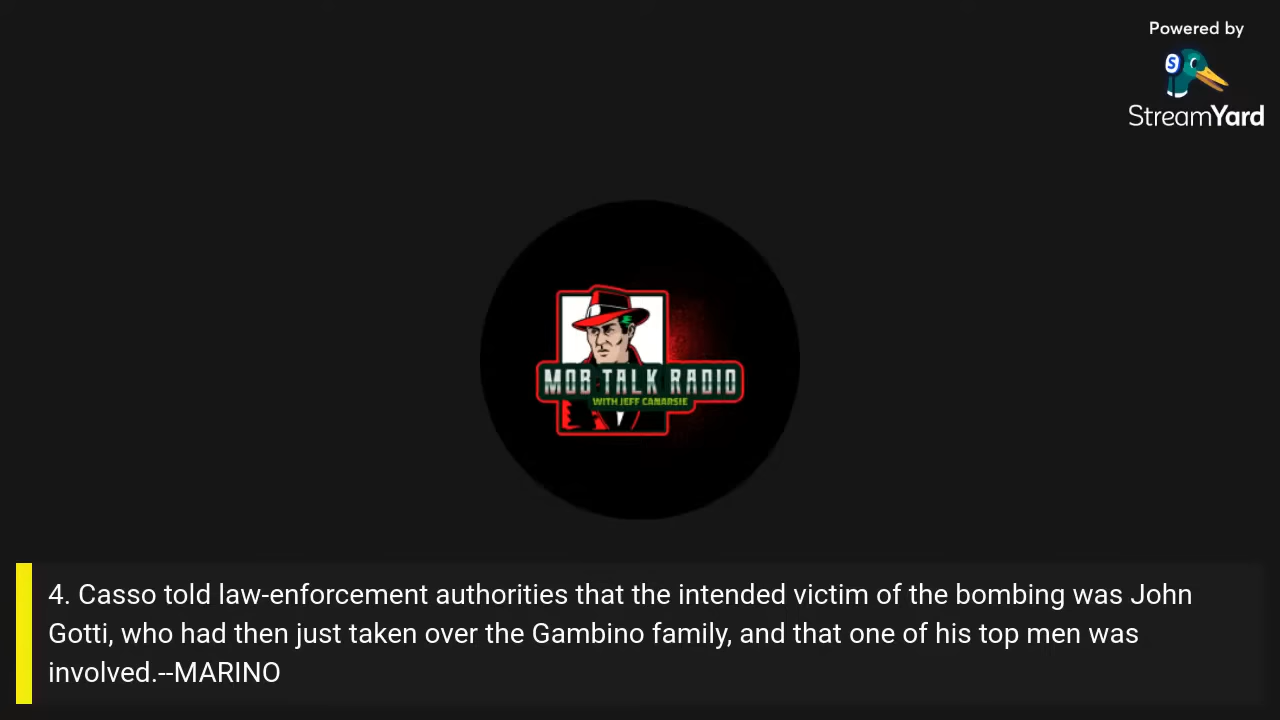 Powered by
S
StreamYard
MOB TALK RADIO
WITH JEFF CANARSIE
4. Casso told law-enforcement authorities that the intended victim of the bombing was John
Gotti, who had then just taken over the Gambino family, and that one of his top men was
involved.--MARINO